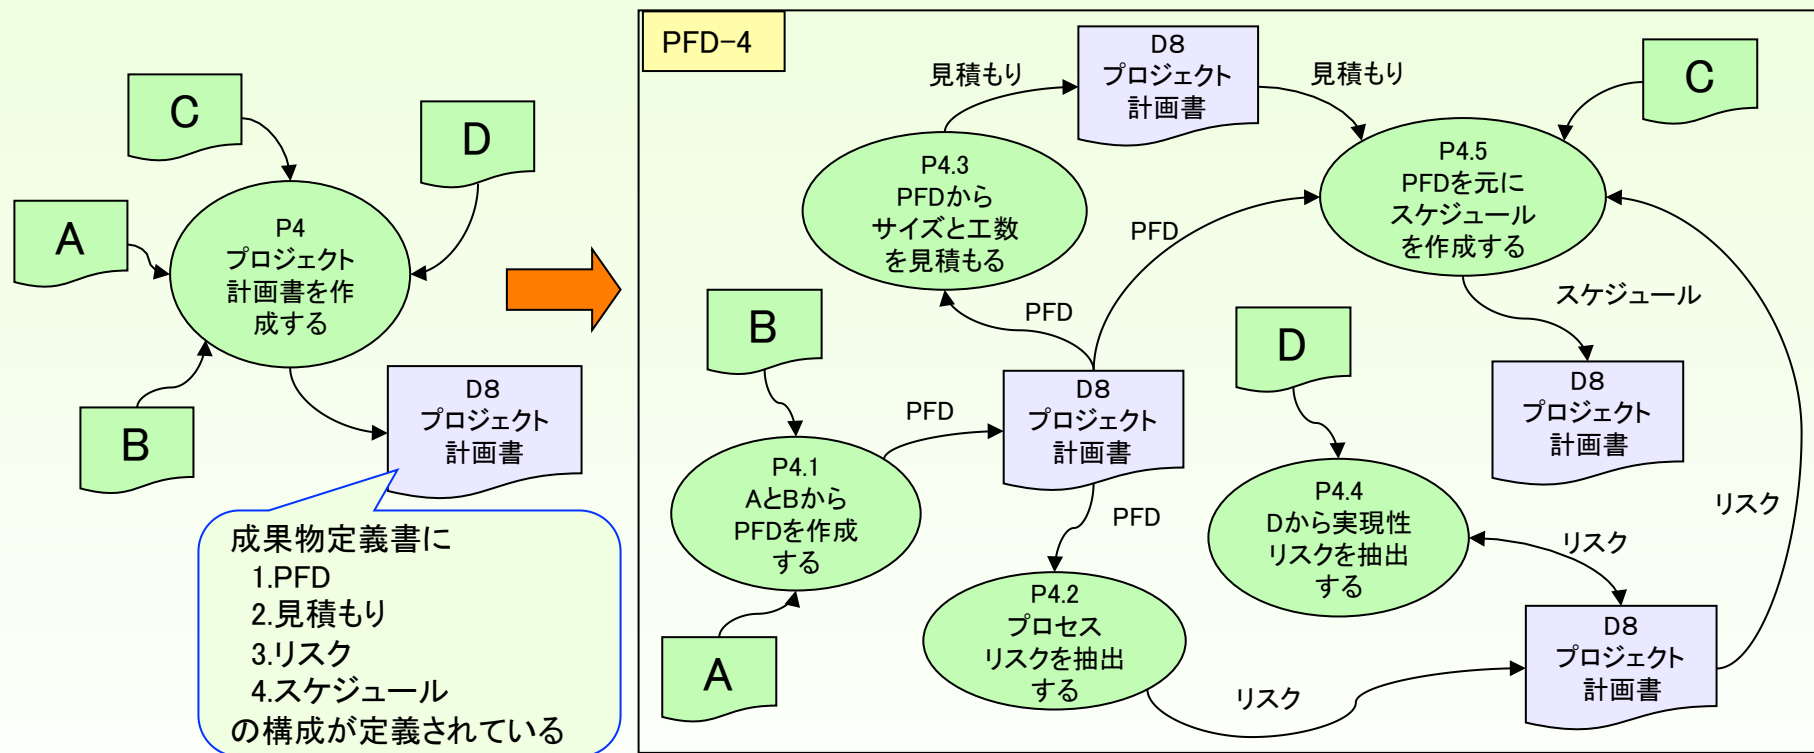 C
D
A
P4
プロジェクト
計画書を作
成する
B
D8
プロジェクト
計画書
成果物定義書に
1.PFD
2.見積もり
3.リスク
4.スケジュール
の構成が定義されている
PFD-4
見積もり
D8
プロジェクト
計画書
見積もり
C
P4.3
PFDから
サイズと工数
を見積もる
P4.5
PFDを元に
スケジュール
を作成する
PFD
PFD
スケジュール
B
D
D8
プロジェクト
計画書
PFD
D8
プロジェクト
計画書
P4.1
AとBから
PFDを作成
する
PFD
P4.4
Dから実現性
リスクを抽出
する
リスク
リスク
A
P4.2
プロセス
リスクを抽出
する
リスク
D8
プロジェクト
計画書